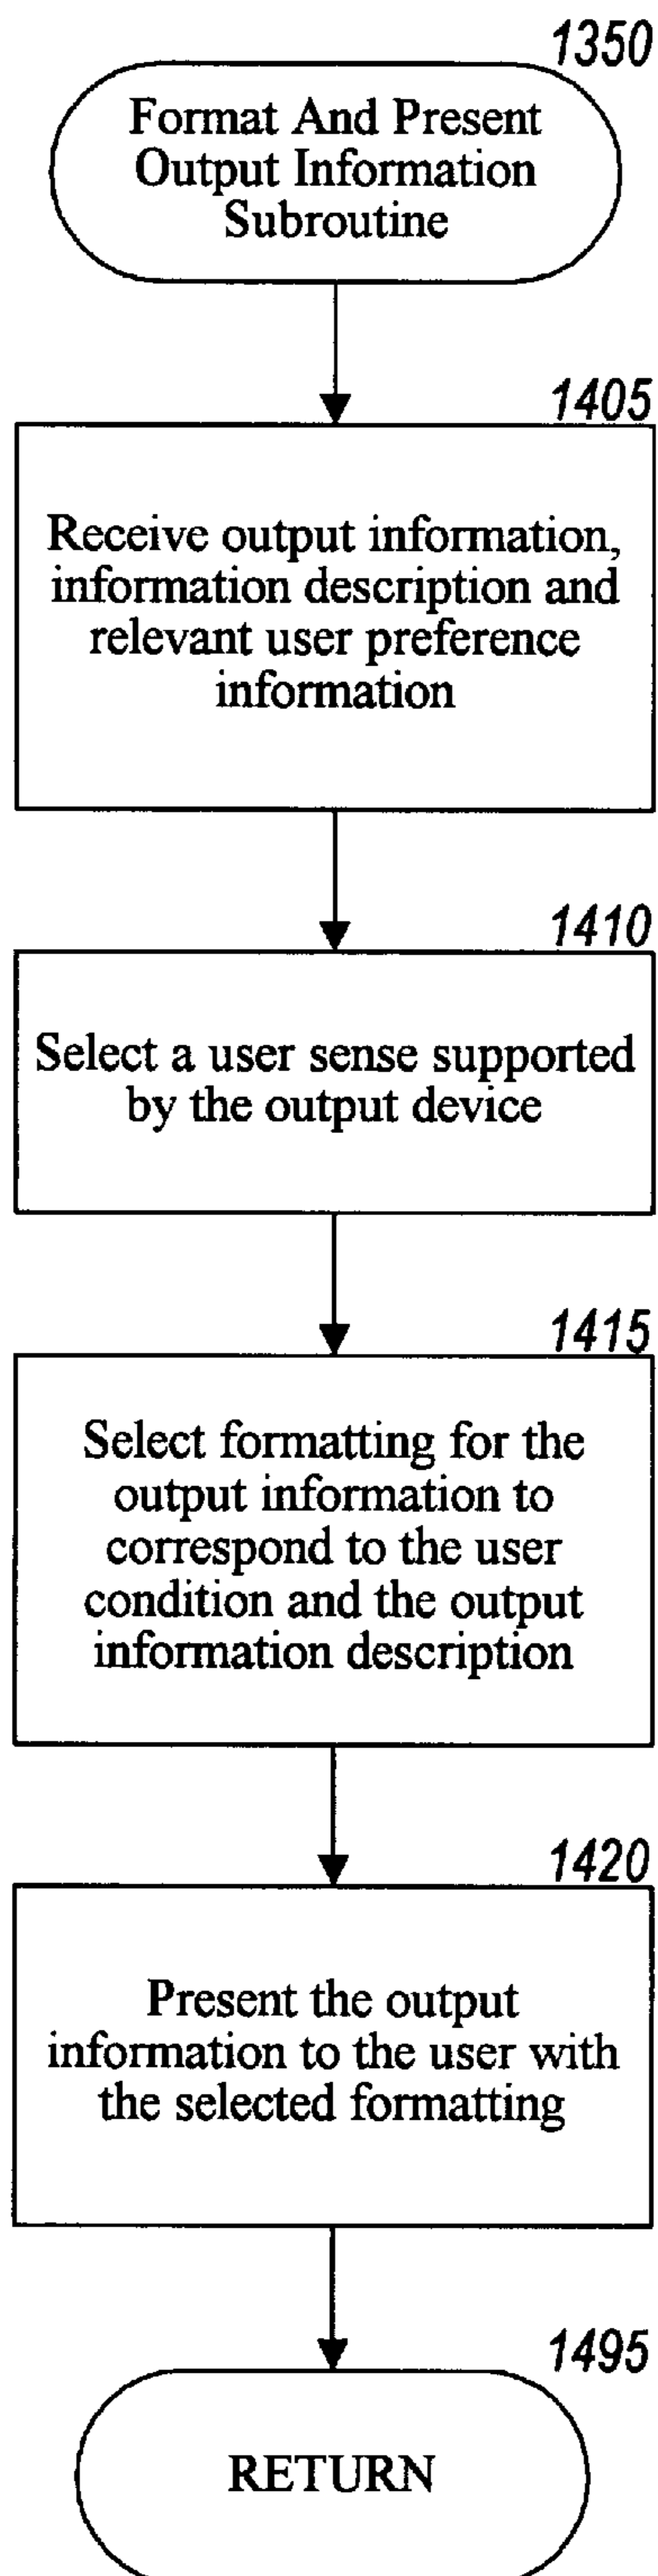 1350
Format And Present
Output Information
Subroutine
1405
Receive output information,
information description and
relevant user preference
information
1410
Select a user sense supported
by the output device
1415
Select formatting for the
output information to
correspond to the user
condition and the output
information description
1420
Present the output
information to the user with
the selected formatting
1495
RETURN